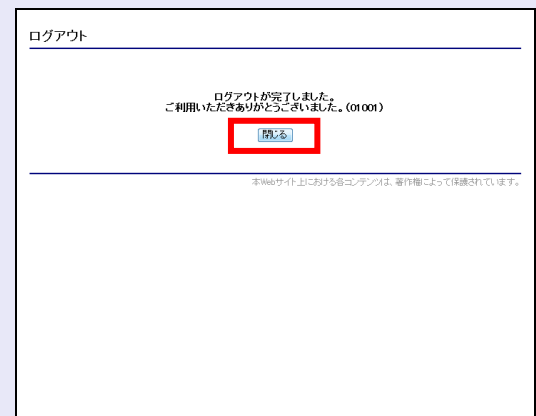 ログアウト
ログアウトが完了しました。
ご利用いただきありがとうございました。(01001)
閉じる
本Webサイト上における各コンテンツは、著作権によって保護されています。